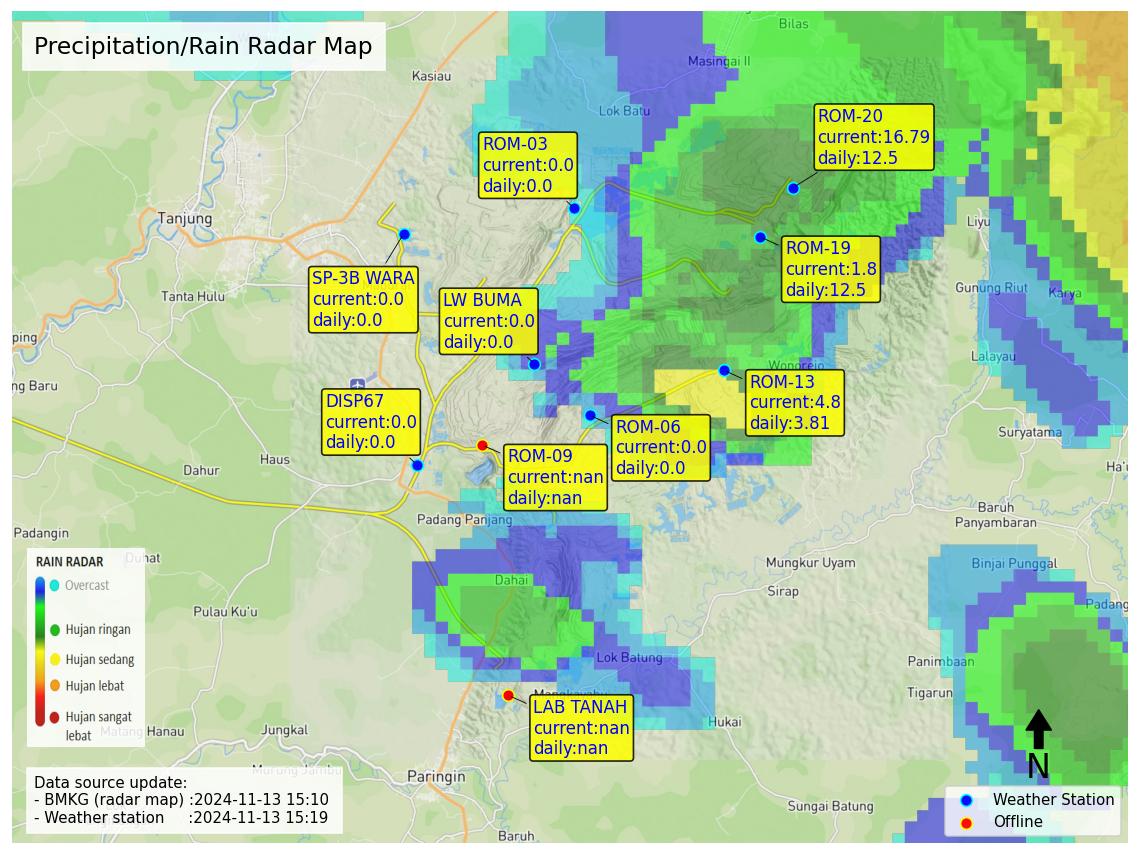 Precipitation/Rain Radar Map
Bilas
Masingai II
Kasiau
Lok Batu
ROM-20
current:16.79
daily:12.5
ROM-03
current:0.0
daily:0.0
Tanjung
Liyu
SP-3B WARA
current:0.0
daily:0.0
ROM-19
current:1.8
daily:12.5
Tanta Hulu
LW BUMA
current:0.0
daily:0.0
Gunung Riut
Karya
ping
Lalayau
Wonorejo
ng Baru
ROM-13
current:4.8
daily:3.81
DISP67
current:0.0
daily:0.0
ROM-06
current:0.0
daily:0.0
Suryatama
Haus
Dahur
ROM-09
current:nan
daily:nan
Ha'u
Baruh
Panyambaran
Padang Panjang
Padangin
Duhat
Mungkur Uyam
Binjai Punggal
Dahai
Sirap
Padang
Pulau Ku'u
RAIN RADAR
Overcast
Hujan ringan
Hujan sedang
Hujan lebat
Hujan sangat
lebat
Lok Batung
Panimbaan
Tigarun
LAB TANAH
current:nan
daily:nan
Hukai
Matang Hanau
Jungkal
Murung Jambu
Paringin
N
Data source update:
- BMKG (radar map) :2024-11-13 15:10
- Weather station :2024-11-13 15:19
Sungai Batung
Weather Station
Offline
Baruh